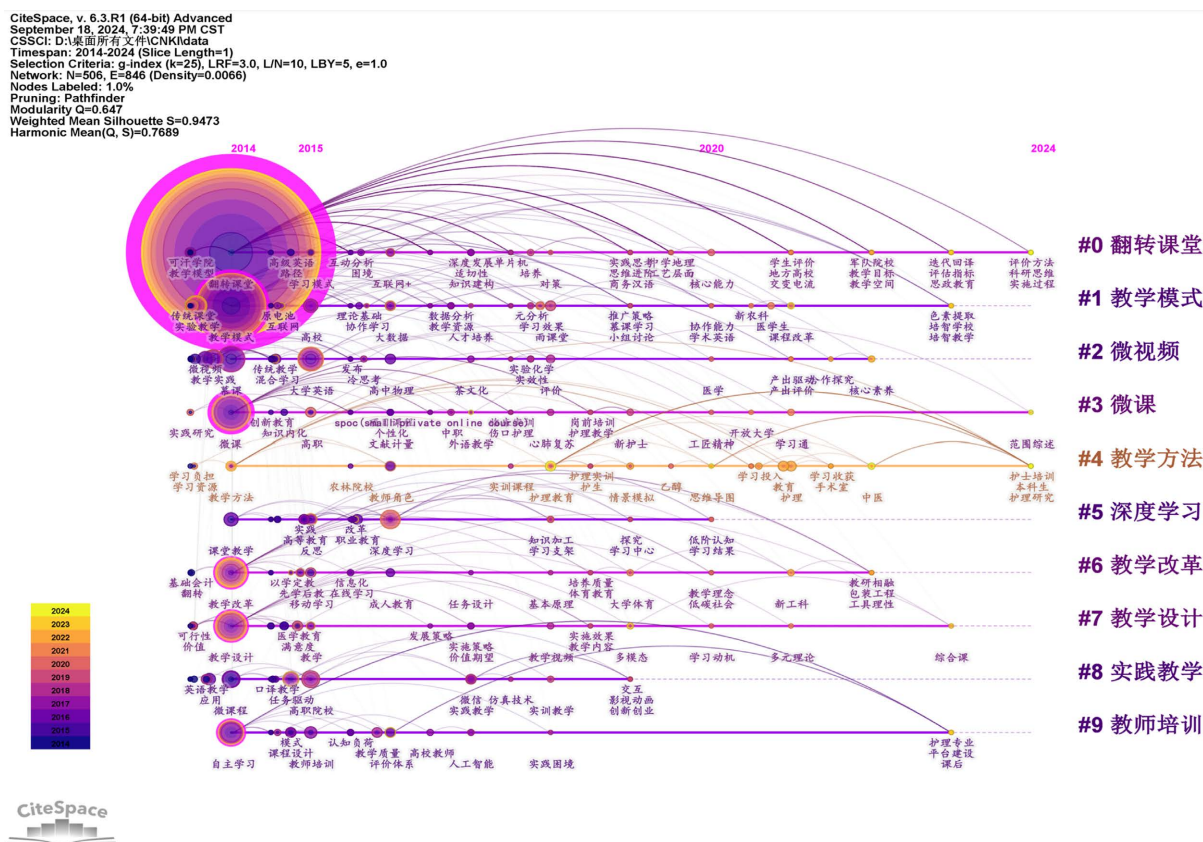 CiteSpace, v. 6.3.R1 (64-bit) Advanced
September 18, 2024, 7:39:49 PM CST
CSSCI: D:\桌面所有文件\CNKI\data
Timespan: 2014-2024 (Slice Length=1)
Selection Criteria: g-index (k=25), LRF=3.0, L/N=10, LBY=5, e=1.0
Network: N=506, E=846 (Density=0.0066)
Nodes Labeled: 1.0%
Pruning: Pathfinder
Modularity Q=0.647
Weighted Mean Silhouette S=0.9473
Harmonic Mean(Q, S)=0.7689
2014 2015 2020 2024
#0 翻转课堂
可汗学院 高级英语 互动分析 深度发展 单片机 实践思考 中学地理 学生评价 军队院校 迭代回译 评价方法
教学模型 路径 困境 适切性 培养 思维进阶 工艺层面 地方高校 教学目标 评估指标 科研思维
翻转课堂 学习模式 互联网+ 知识建构 对策 商务汉语 核心能力 交变电流 教学空间 思政教育 实施过程
#1 教学模式
传统课堂 原电池 理论基础 数据分析 元分析 推广策略 新农科 色素提取
实验教学 互联网 协作学习 教学资源 学习效果 慕课学习 协作能力 医学生 培智学校
教学模式 高校 大数据 人才培养 雨课堂 小组讨论 学术英语 课程改革 培智教学
#2 微视频
微视频 传统教学 发布 实验化学 产出驱动 合作探究
教学实践 混合学习 冷思考 茶文化 实效性 产出评价
慕课 大学英语 高中物理 评价 医学 核心素养
#3 微课
创新教育 spoc(small private online course) 岗前培训 开放大学
实践研究 知识内化 个性化 中职 伤口护理 护理教学
微课 高职 文献计量 外语教学 心肺复苏 新护士 工匠精神 学习通 范围综述
#4 教学方法
学习负担 护理实训 学习投入 学习收获 护士培训
学习资源 农林院校 实训课程 护生 乙醇 教育 手术室 本科生
教学方法 教师角色 护理教育 情景模拟 思维导图 护理 中医 护理研究
#5 深度学习
实践 改革
高等教育 职业教育 知识加工 探究 低阶认知
课堂教学 反思 深度学习 学习支架 学习中心 学习结果
#6 教学改革
基础会计 以学定教 信息化 培养质量 教研相融
翻转 先学后教 在线学习 体育教育 教学理念 包装工程
教学改革 移动学习 成人教育 任务设计 基本原理 大学体育 低碳社会 新工科 工具理性
#7 教学设计
可行性 医学教育 发展策略 实施效果
价值 满意度 实施策略 教学内容
教学设计 教学 价值期望 教学视频 多模态 学习动机 多元理论 综合课
#8 实践教学
英语教学 口译教学 交互
应用 任务驱动 微信 仿真技术 影视动画
微课程 高职院校 实践教学 实训教学 创新创业
#9 教师培训
模式 认知负荷 护理专业
课程设计 教学质量 高校教师 平台建设
自主学习 教师培训 评价体系 人工智能 实践困境 课后
2024
2023
2022
2021
2020
2019
2018
2017
2016
2015
2014
CiteSpace